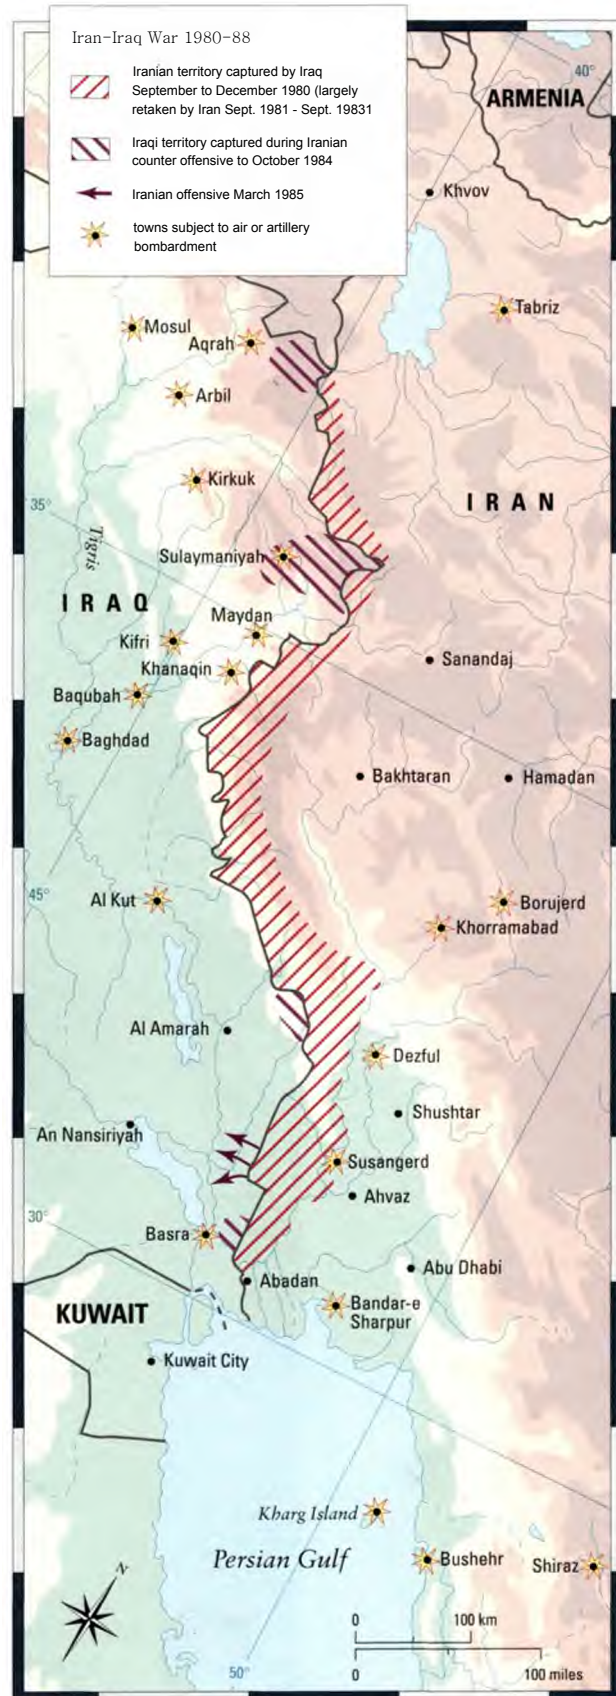 Iran-Iraq War 1980-88
Iranian territory captured by Iraq
September to December 1980 (largely
retaken by Iran Sept. 1981 - Sept. 19831
Iraqi territory captured during Iranian
counter offensive to October 1984
Iranian offensive March 1985
towns subject to air or artillery
bombardment
40°
ARMENIA
Khvov
Tabriz
Mosul
Aqrah
Arbil
Kirkuk
35°
IRAN
Tigris
Sulaymaniyah
IRAQ
Maydan
Kifri
Khanaqin
Sanandaj
Baqubah
Baghdad
Bakhtaran
Hamadan
45°
Al Kut
Borujerd
Khorramabad
Al Amarah
Dezful
Shushtar
An Nansiriyah
Susangerd
Ahvaz
30°
Basra
Abadan
Abu Dhabi
KUWAIT
Bandar-e
Sharpur
Kuwait City
Kharg Island
Persian Gulf
Bushehr
Shiraz
N
0
100 km
0
100 miles
50°